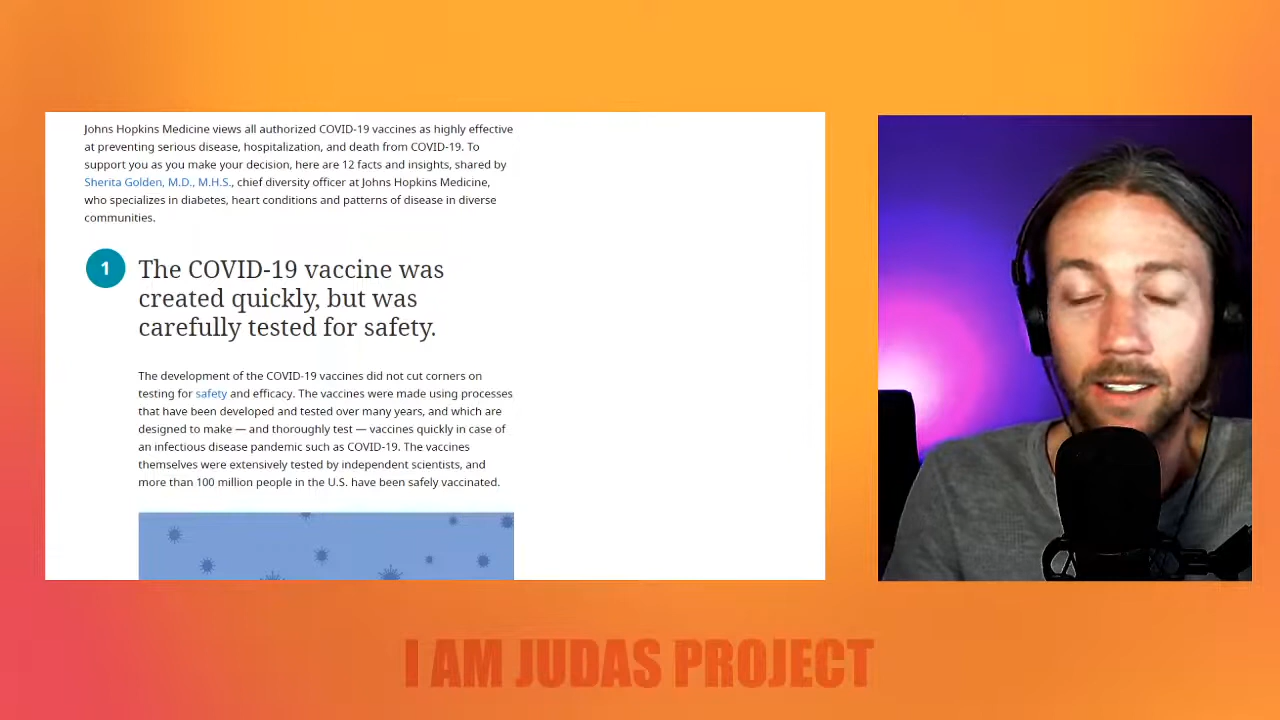 Johns Hopkins Medicine views all authorized COVID-19 vaccines as highly effective
at preventing serious disease, hospitalization, and death from COVID-19. To
support you as you make your decision, here are 12 facts and insights, shared by
Sherita Golden, M.D., M.H.S., chief diversity officer at Johns Hopkins Medicine,
who specializes in diabetes, heart conditions and patterns of disease in diverse
communities.
1
The COVID-19 vaccine was
created quickly, but was
carefully tested for safety.
The development of the COVID-19 vaccines did not cut corners on
testing for safety and efficacy. The vaccines were made using processes
that have been developed and tested over many years, and which are
designed to make — and thoroughly test — vaccines quickly in case of
an infectious disease pandemic such as COVID-19. The vaccines
themselves were extensively tested by independent scientists, and
more than 100 million people in the U.S. have been safely vaccinated.
I AM JUDAS PROJECT